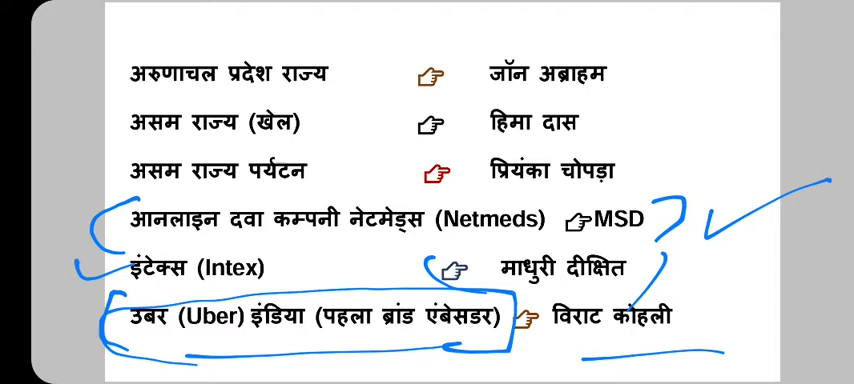 अरुणाचल प्रदेश राज्य 👉 जॉन अब्राहम
असम राज्य (खेल) 👉 हिमा दास
असम राज्य पर्यटन 👉 प्रियंका चोपड़ा
आनलाइन दवा कम्पनी नेटमेड्स (Netmeds) 👉MSD
इंटेक्स (Intex) 👉 माधुरी दीक्षित
उबर (Uber) इंडिया (पहला ब्रांड एंबेसडर) 👉 विराट कोहली